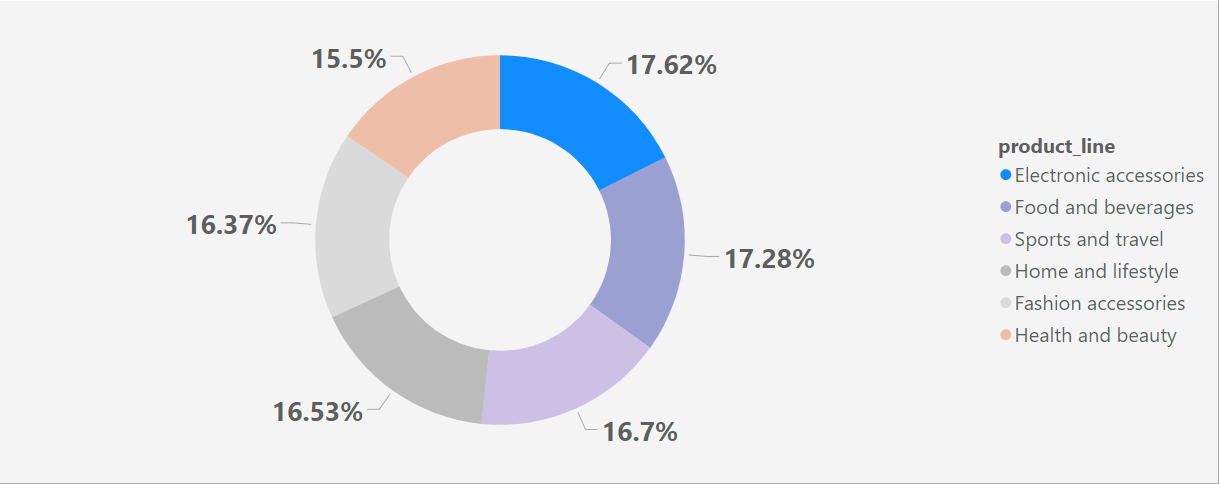 15.5%
17.62%
16.37%
17.28%
16.53%
16.7%
product_line
Electronic accessories
Food and beverages
Sports and travel
Home and lifestyle
Fashion accessories
Health and beauty